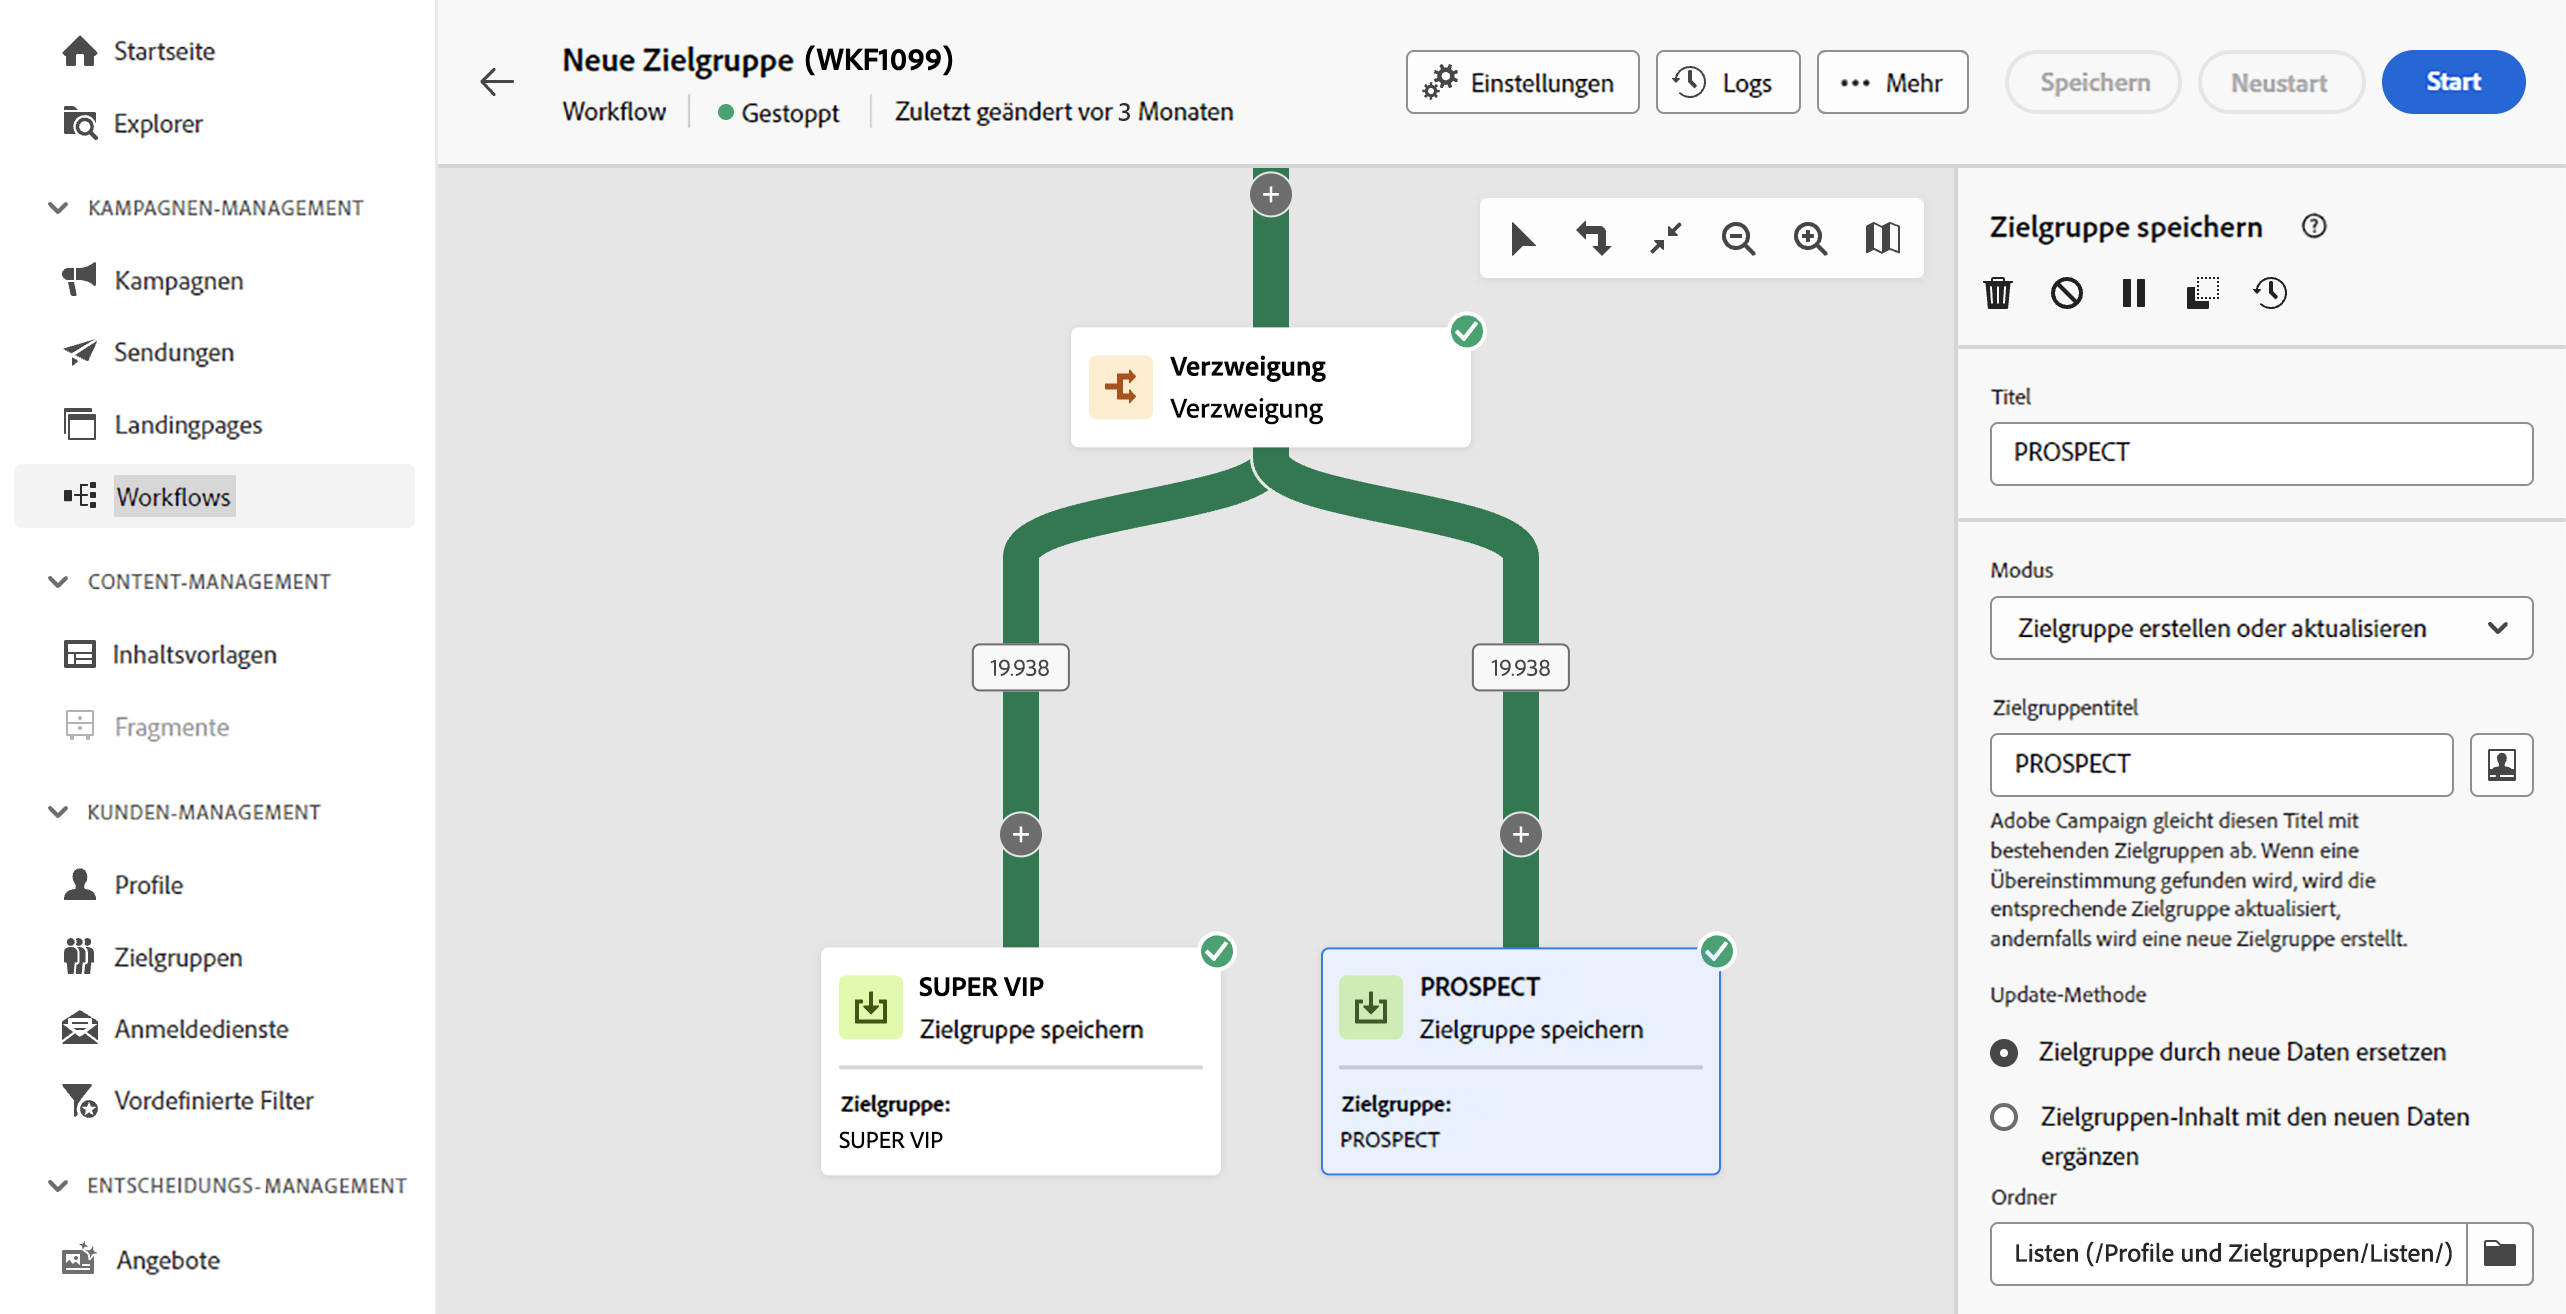 Startseite
Explorer
KAMPAGNEN-MANAGEMENT
Kampagnen
Sendungen
Landingpages
Workflows
CONTENT-MANAGEMENT
Inhaltsvorlagen
Fragmente
KUNDEN-MANAGEMENT
Profile
Zielgruppen
Anmeldedienste
Vordefinierte Filter
ENTSCHEIDUNGS-MANAGEMENT
Angebote
Neue Zielgruppe (WKF1099)
Workflow
Gestoppt
Zuletzt geändert vor 3 Monaten
Einstellungen
Logs
Mehr
Speichern
Neustart
Start
Verzweigung
Verzweigung
19.938
19.938
SUPER VIP
Zielgruppe speichern
Zielgruppe:
SUPER VIP
PROSPECT
Zielgruppe speichern
Zielgruppe:
PROSPECT
Zielgruppe speichern
Titel
PROSPECT
Modus
Zielgruppe erstellen oder aktualisieren
Zielgruppentitel
PROSPECT
Adobe Campaign gleicht diesen Titel mit
bestehenden Zielgruppen ab. Wenn eine
Übereinstimmung gefunden wird, wird die
entsprechende Zielgruppe aktualisiert,
andernfalls wird eine neue Zielgruppe erstellt.
Update-Methode
Zielgruppe durch neue Daten ersetzen
Zielgruppen-Inhalt mit den neuen Daten
ergänzen
Ordner
Listen (/Profile und Zielgruppen/Listen/)